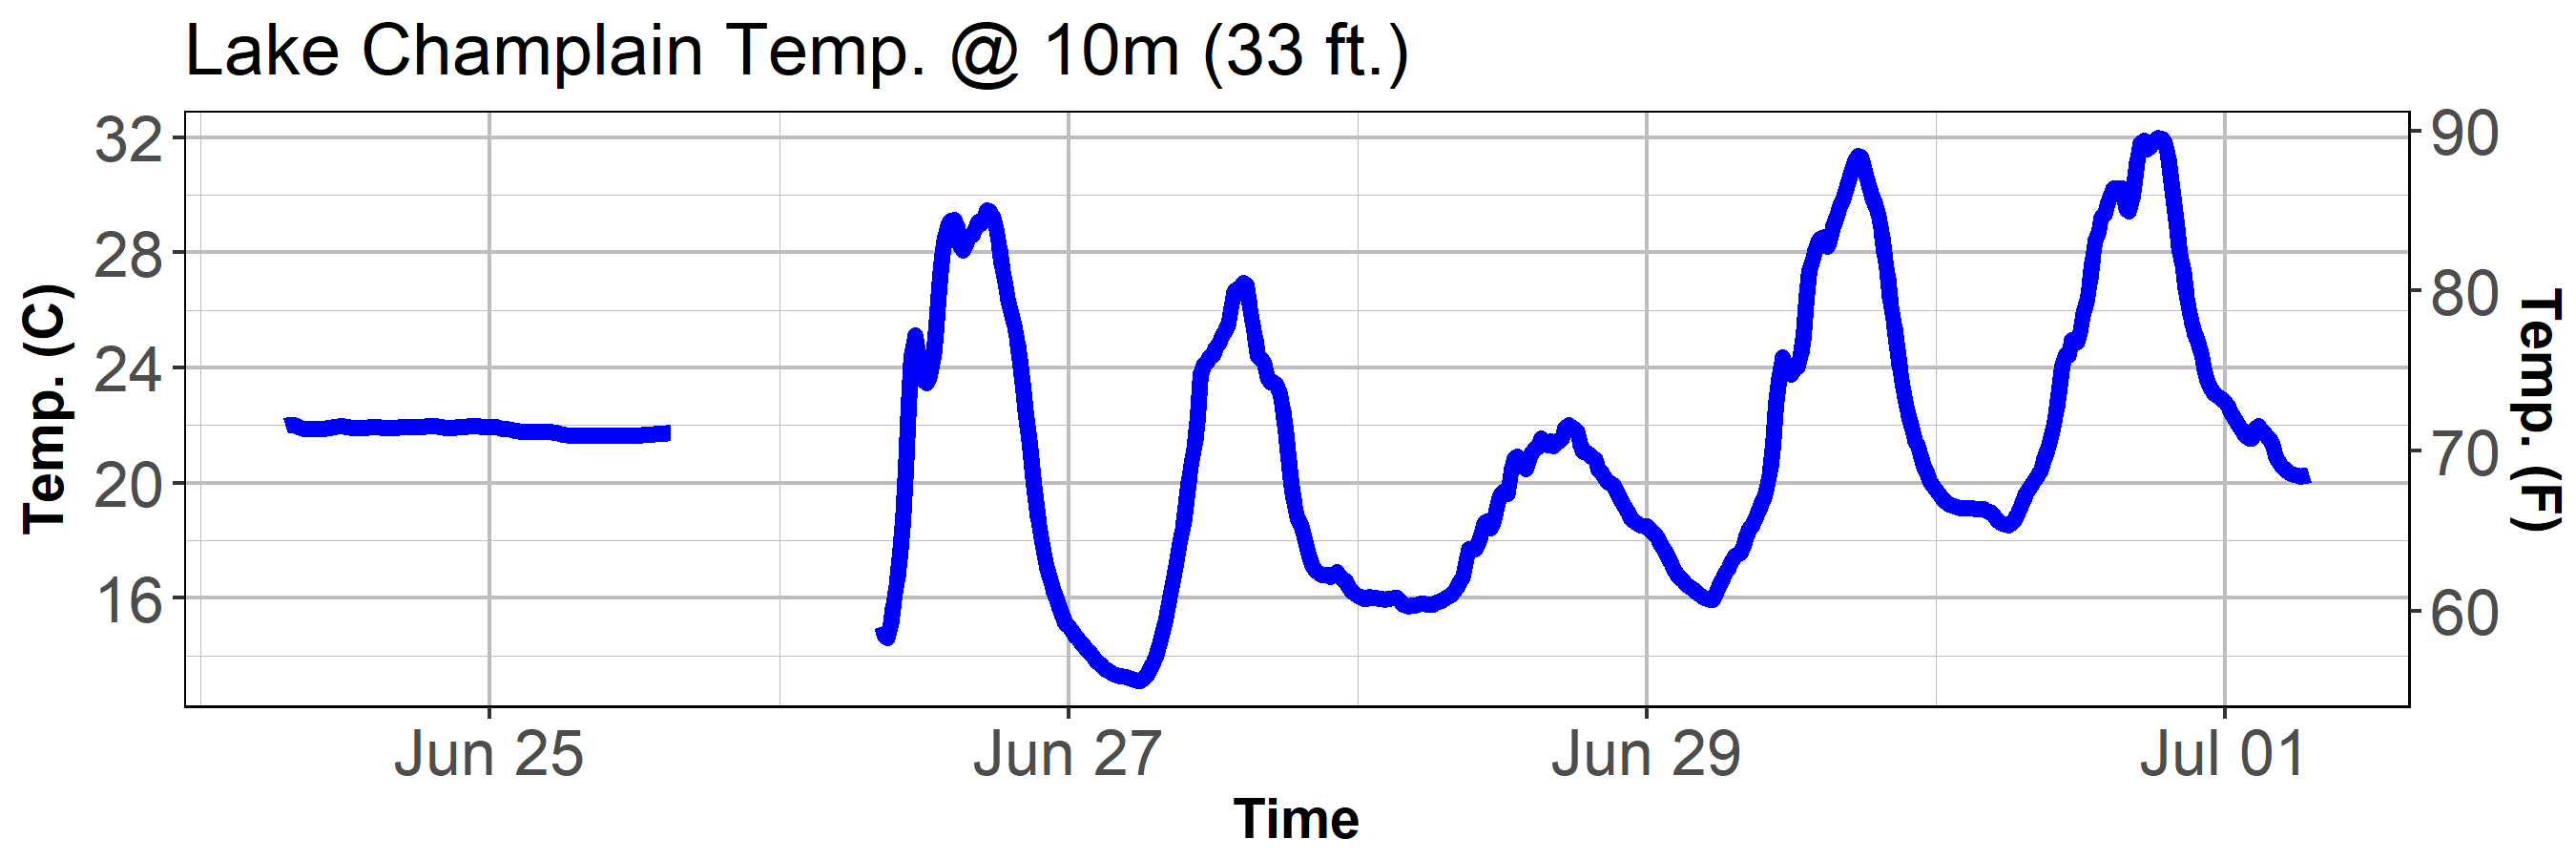 Lake Champlain Temp. @ 10m (33 ft.)
32
28
24
20
16
Temp. (C)
90
80
70
60
Temp. (F)
Jun 25
Jun 27
Jun 29
Jul 01
Time